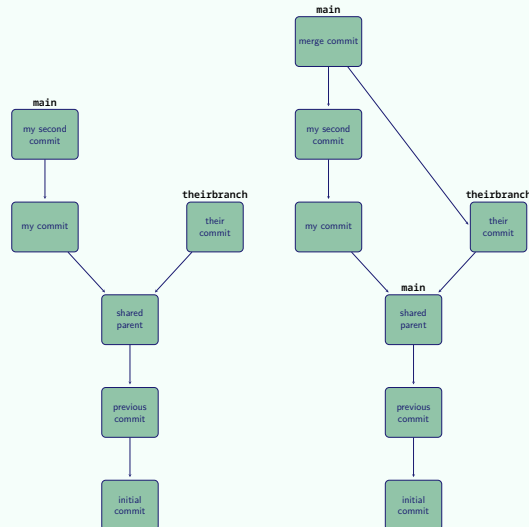 main
my second
commit
my commit
theirbranch
their
commit
shared
parent
previous
commit
initial
commit
main
merge commit
my second
commit
my commit
theirbranch
their
commit
main
shared
parent
previous
commit
initial
commit